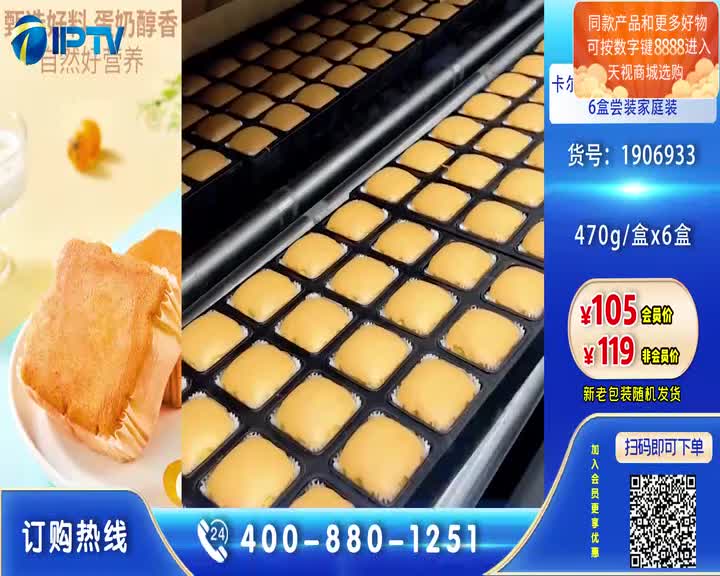 甄选好料 蛋奶醇香
自然好营养
IPTV
同款产品和更多好物
可按数字键8888进入
天视商城选购
卡尔
6盒尝装家庭装
货号：1906933
470g/盒x6盒
¥105 会员价
¥119 非会员价
新老包装随机发货
加入会员更享优惠
扫码即可下单
订购热线
24
400-880-1251